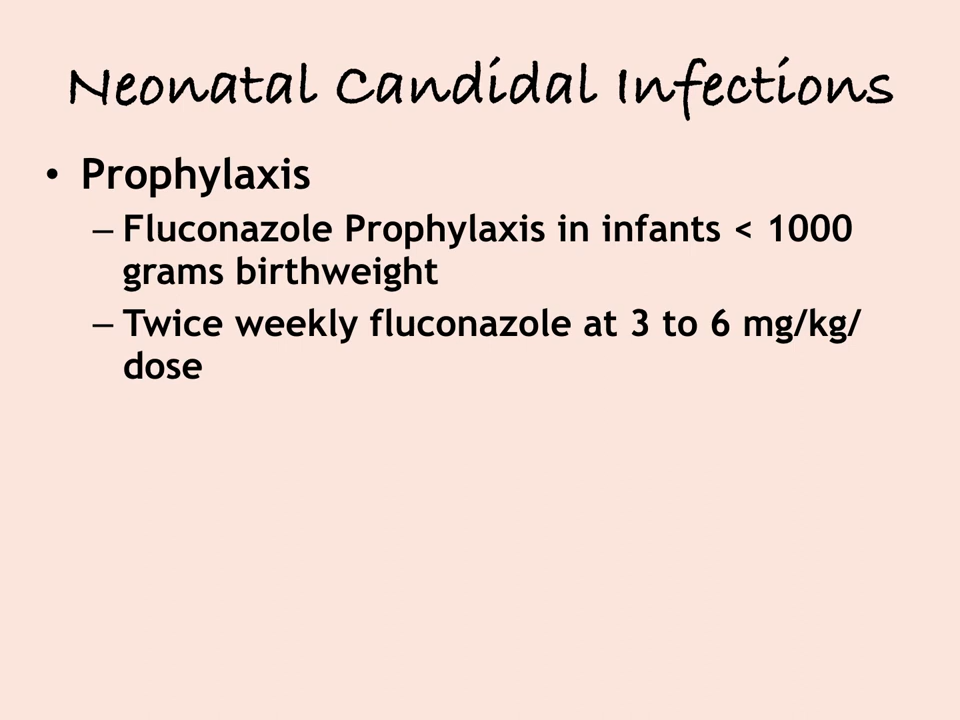 Neonatal Candidal Infections
• Prophylaxis
– Fluconazole Prophylaxis in infants < 1000
grams birthweight
– Twice weekly fluconazole at 3 to 6 mg/kg/
dose